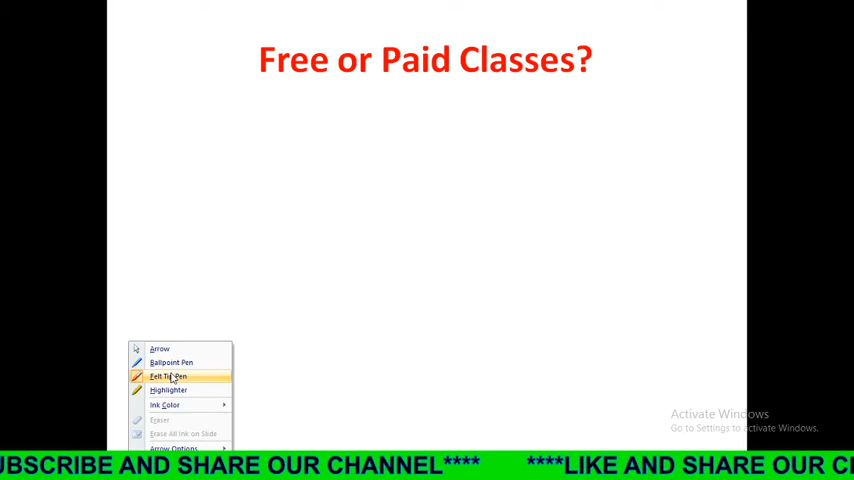 Free or Paid Classes?
Arrow
Ballpoint Pen
Felt Tip Pen
Highlighter
Ink Color
Eraser
Erase All Ink on Slide
Arrow Options
Activate Windows
Go to Settings to activate Windows.
UBSCRIBE AND SHARE OUR CHANNEL**** ****LIKE AND SHARE OUR C